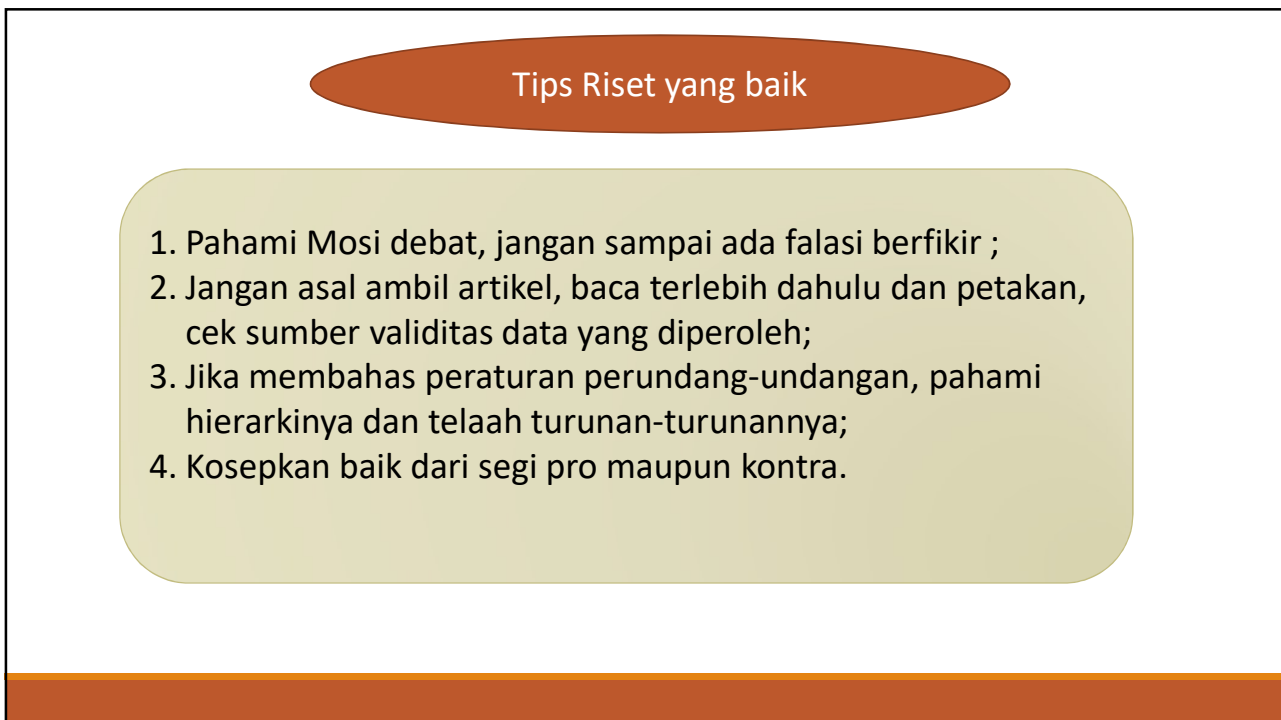 Tips Riset yang baik
1. Pahami Mosi debat, jangan sampai ada falasi berfikir ;
2. Jangan asal ambil artikel, baca terlebih dahulu dan petakan,
cek sumber validitas data yang diperoleh;
3. Jika membahas peraturan perundang-undangan, pahami
hierarkinya dan telaah turunan-turunannya;
4. Kosepkan baik dari segi pro maupun kontra.